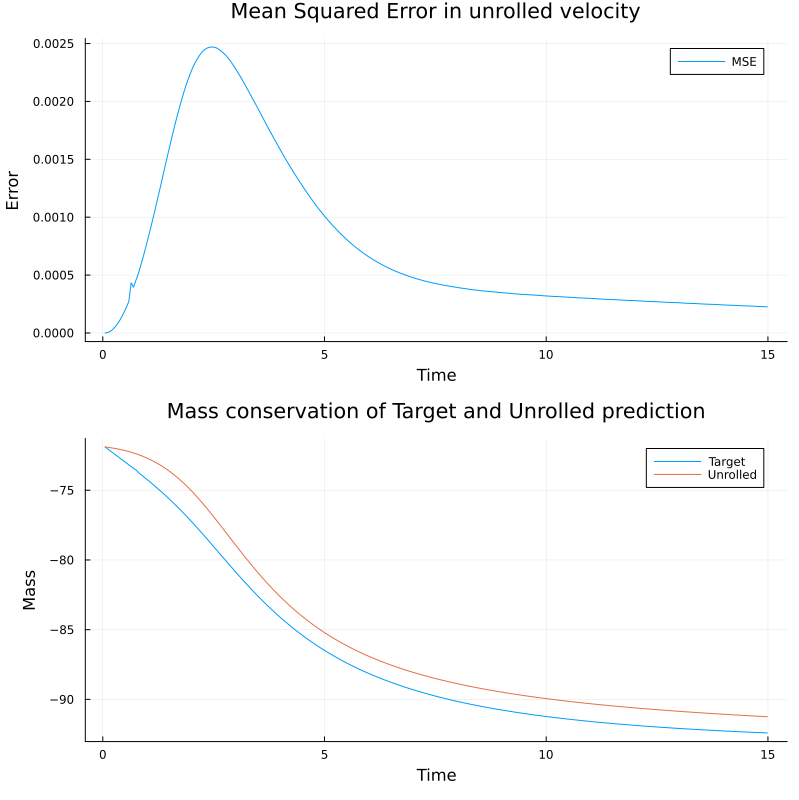 Mean Squared Error in unrolled velocity
0.0025
MSE
0.0020
0.0015
Error
0.0010
0.0005
0.0000
0 5 10 15
Time
Mass conservation of Target and Unrolled prediction
Target
Unrolled
−75
−80
Mass
−85
−90
0 5 10 15
Time